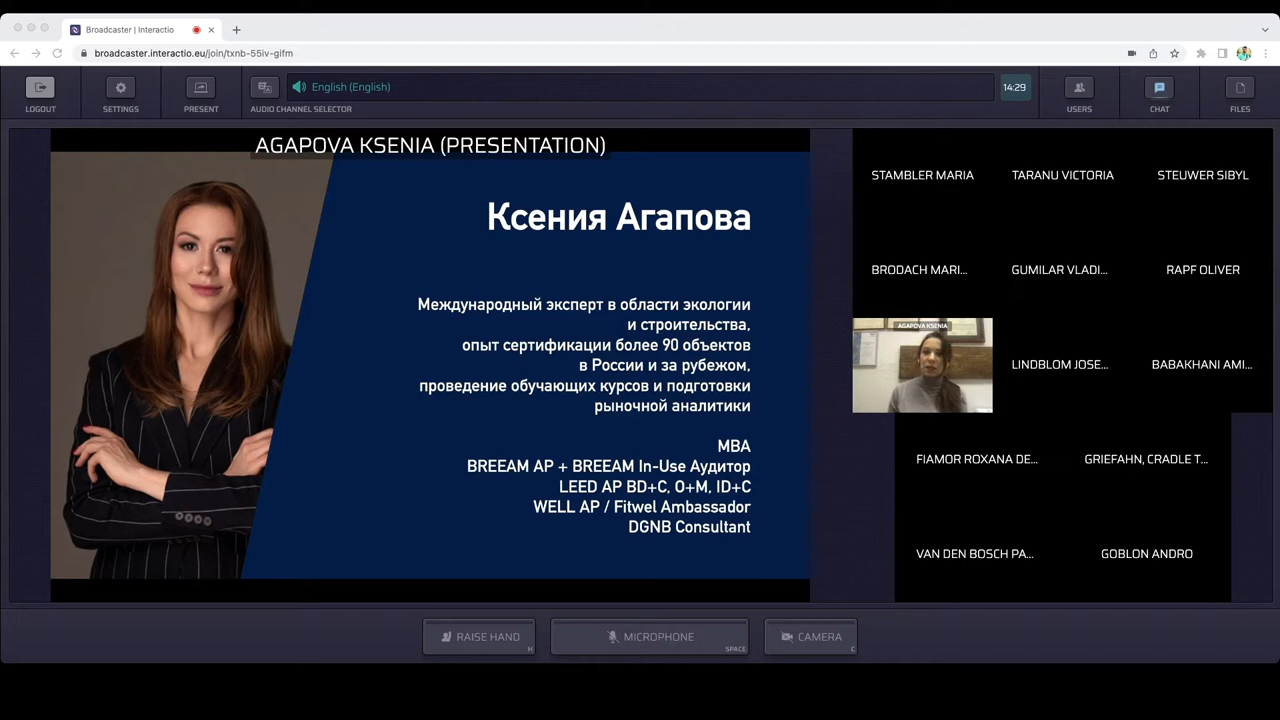 Broadcaster | Interactio
broadcaster.interactio.eu/join/txnb-55iv-gifm
LOGOUT
SETTINGS
PRESENT
AUDIO CHANNEL SELECTOR
English (English)
14:29
USERS
CHAT
FILES
AGAPOVA KSENIA (PRESENTATION)
Ксения Агапова
Международный эксперт в области экологии
и строительства,
опыт сертификации более 90 объектов
в России и за рубежом,
проведение обучающих курсов и подготовки
рыночной аналитики
MBA
BREEAM AP + BREEAM In-Use Аудитор
LEED AP BD+C, O+M, ID+C
WELL AP / Fitwel Ambassador
DGNB Consultant
STAMBLER MARIA
TARANU VICTORIA
STEUWER SIBYL
BRODACH MARI...
GUMILAR VLADI...
RAPF OLIVER
AGAPOVA KSENIA
LINDBLOM JOSE...
BABAKHANI AMI...
FIAMOR ROXANA DE...
GRIEFAHN, CRADLE T...
VAN DEN BOSCH PA...
GOBLON ANDRO
RAISE HAND
H
MICROPHONE
SPACE
CAMERA
C